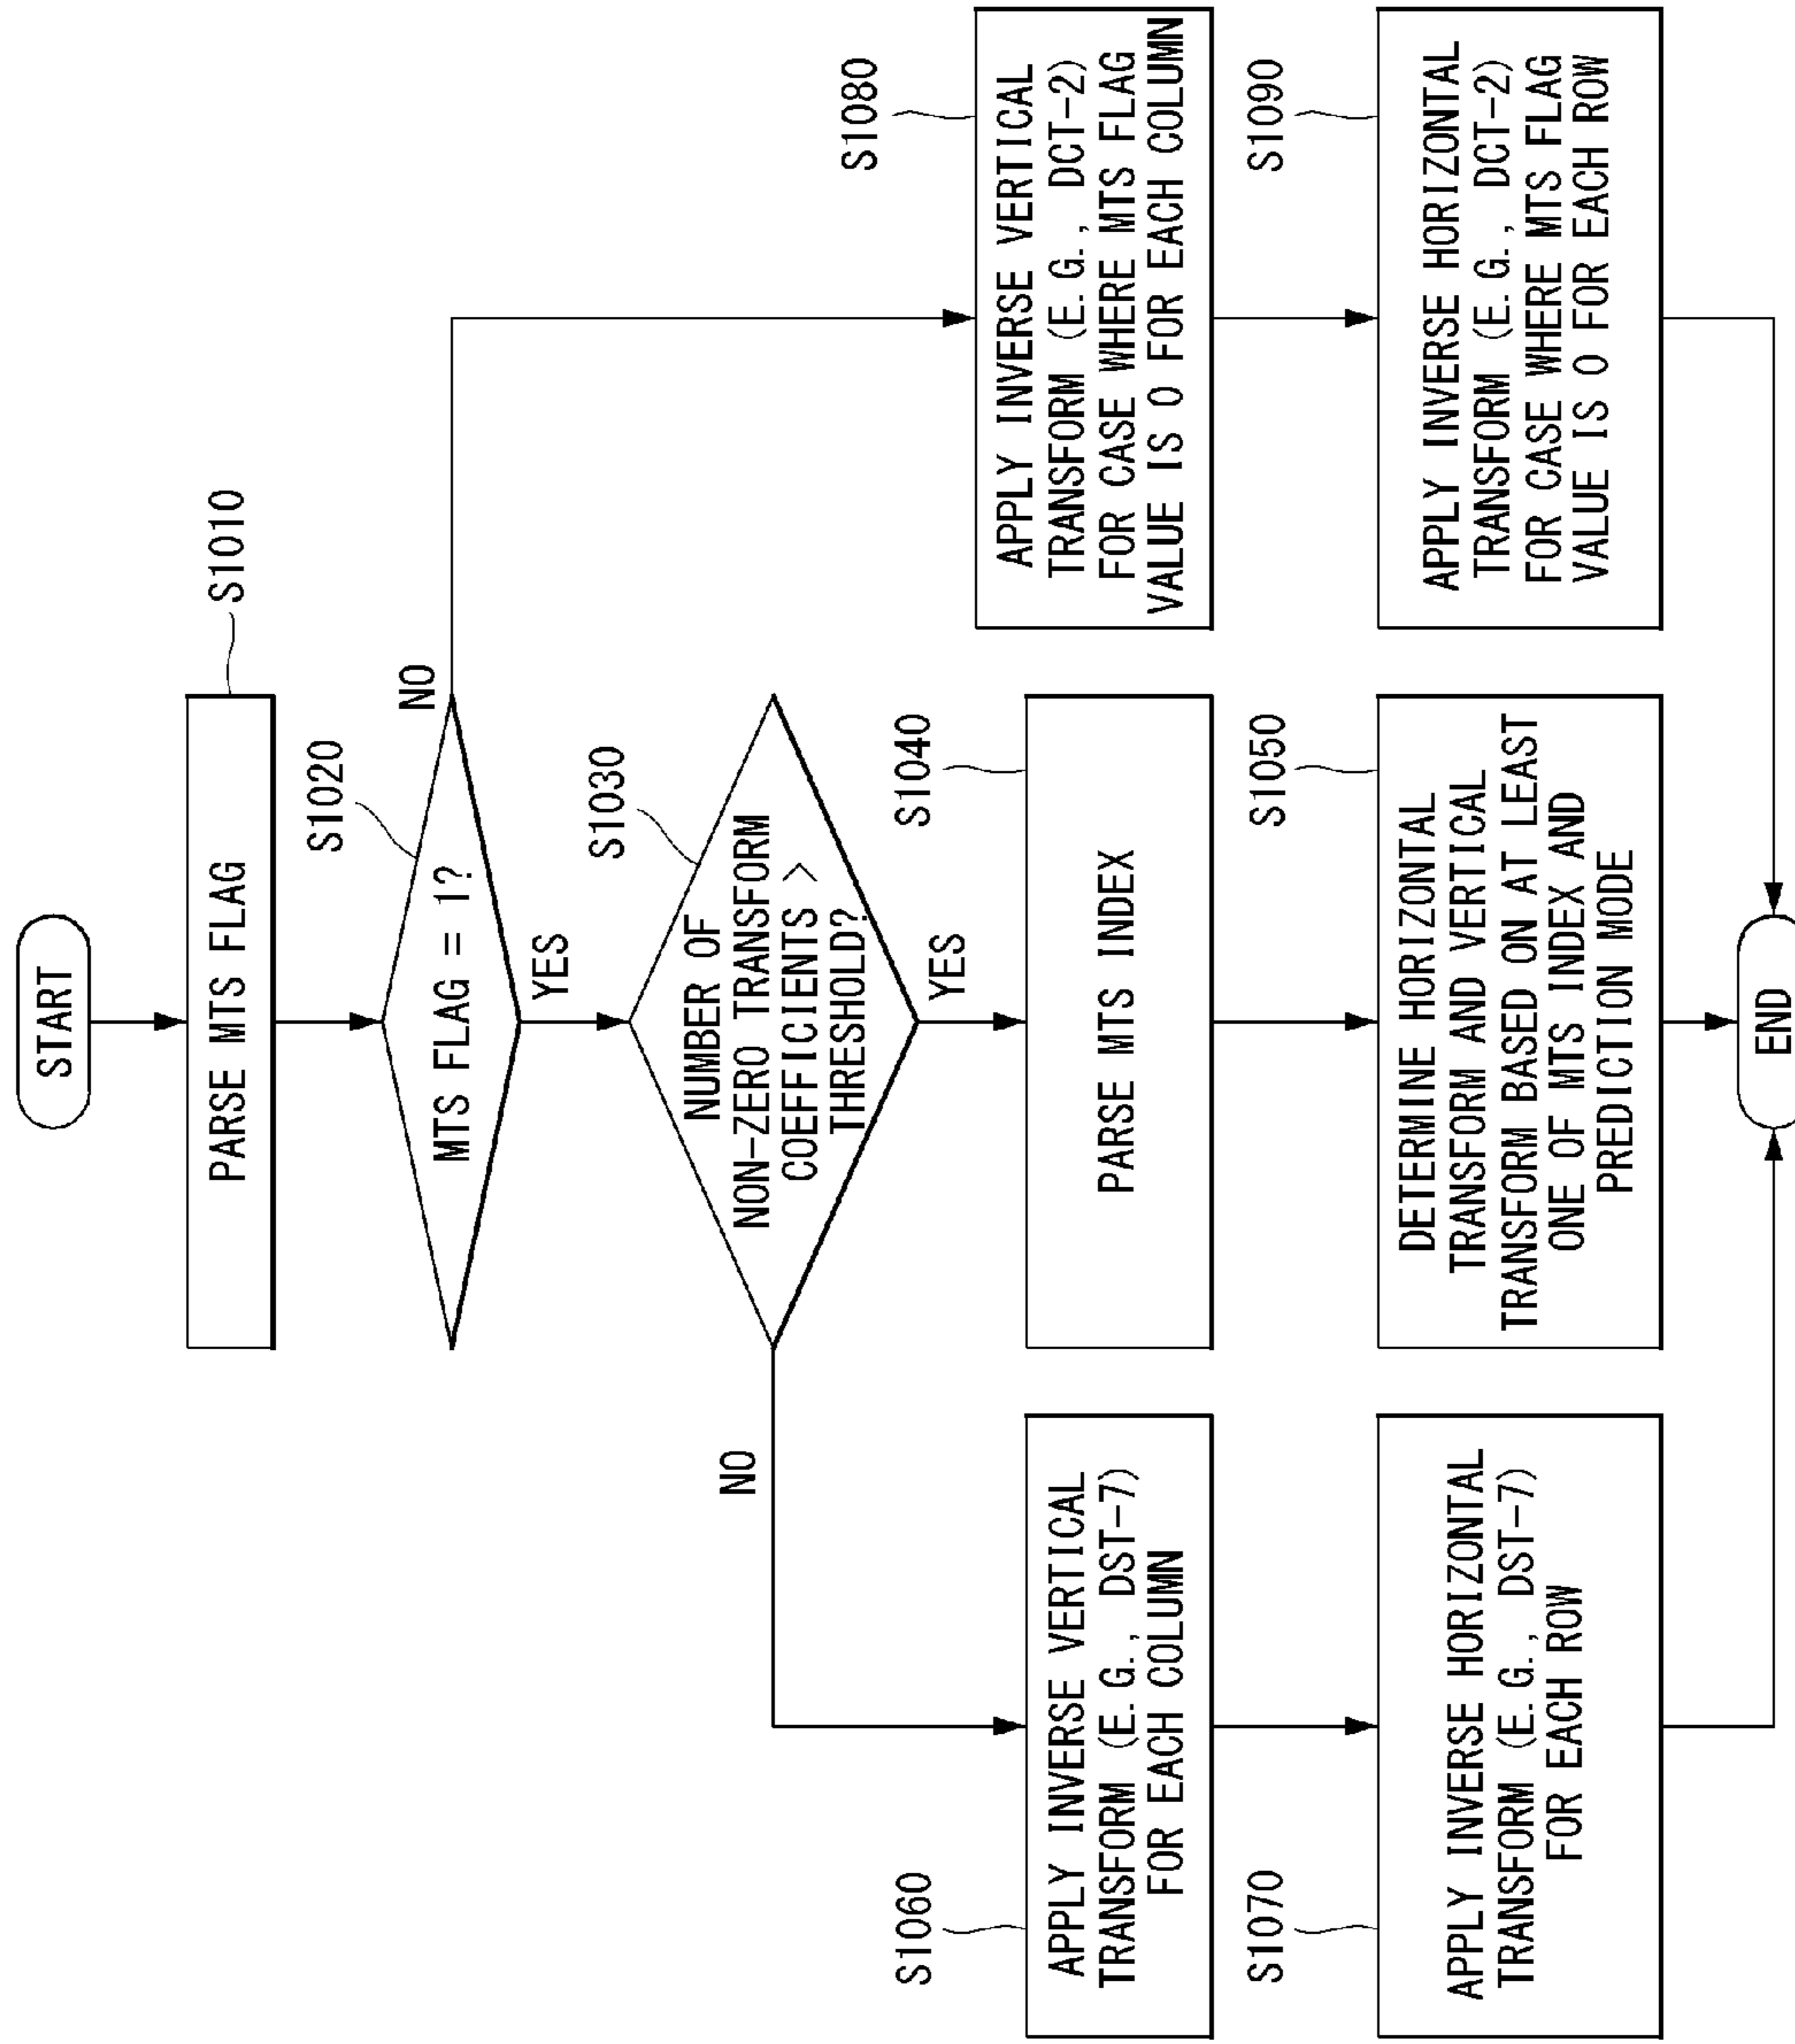 START
PARSE MTS FLAG
S1010
MTS FLAG = 1?
S1020
NO
YES
NUMBER OF
NON-ZERO TRANSFORM
COEFFICIENTS >
THRESHOLD?
S1030
NO
YES
PARSE MTS INDEX
S1040
DETERMINE HORIZONTAL
TRANSFORM AND VERTICAL
TRANSFORM BASED ON AT LEAST
ONE OF MTS INDEX AND
PREDICTION MODE
S1050
S1060
APPLY INVERSE VERTICAL
TRANSFORM (E.G., DST-7)
FOR EACH COLUMN
S1070
APPLY INVERSE HORIZONTAL
TRANSFORM (E.G., DST-7)
FOR EACH ROW
S1080
APPLY INVERSE VERTICAL
TRANSFORM (E.G., DCT-2)
FOR CASE WHERE MTS FLAG
VALUE IS 0 FOR EACH COLUMN
S1090
APPLY INVERSE HORIZONTAL
TRANSFORM (E.G., DCT-2)
FOR CASE WHERE MTS FLAG
VALUE IS 0 FOR EACH ROW
END